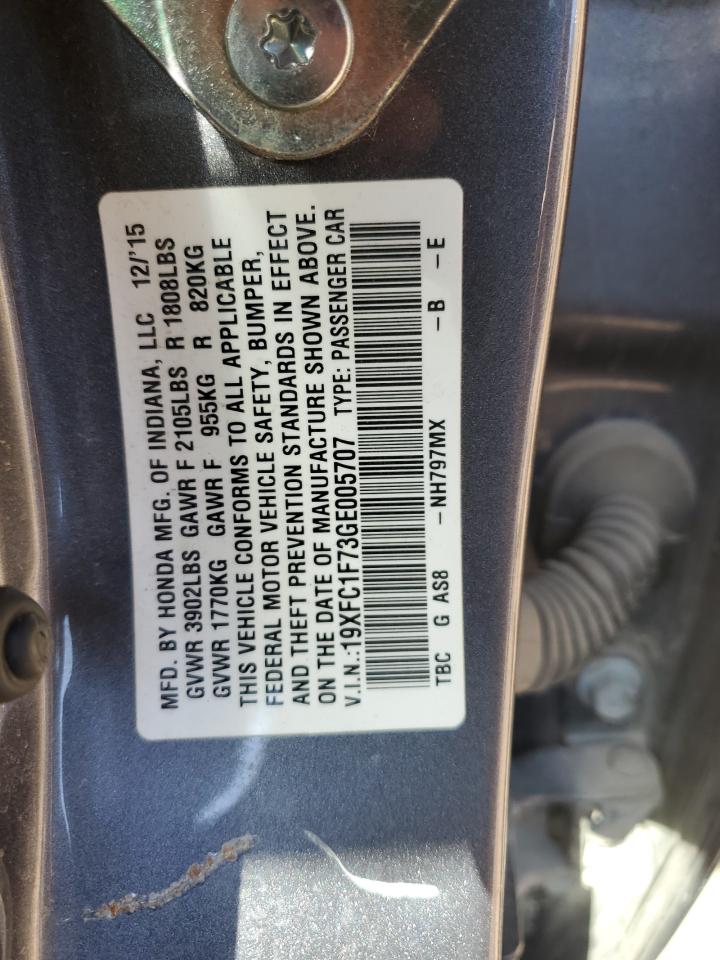 MFD. BY HONDA MFG. OF INDIANA, LLC 12/'15
GVWR 3902LBS GAWR F 2105LBS R 1808LBS
GVWR 1770KG GAWR F 955KG R 820KG
THIS VEHICLE CONFORMS TO ALL APPLICABLE
FEDERAL MOTOR VEHICLE SAFETY, BUMPER,
AND THEFT PREVENTION STANDARDS IN EFFECT
ON THE DATE OF MANUFACTURE SHOWN ABOVE.
V.I.N.:19XFC1F73GE005707 TYPE: PASSENGER CAR
TBC G AS8 -NH797MX -B -E